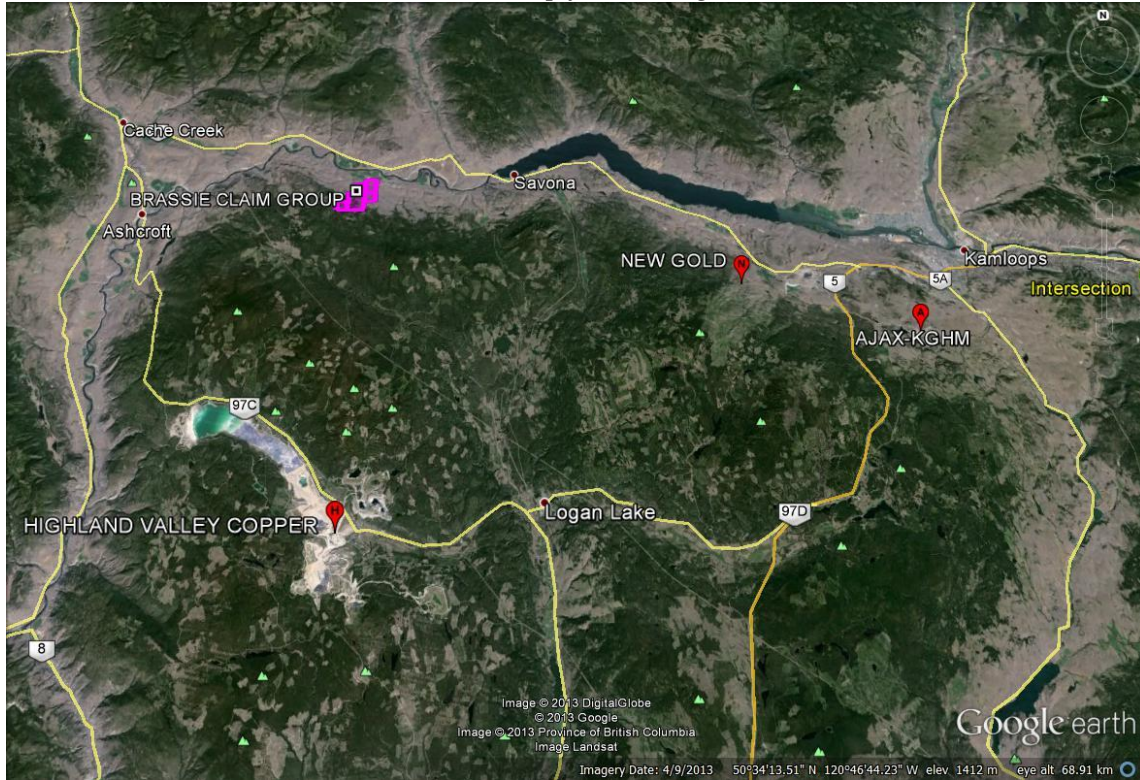 N
Cache Creek
Savona
BRASSIE CLAIM GROUP
Ashcroft
Kamloops
NEW GOLD
N
5
5A
Intersection
A
AJAX-KGHM
97C
H
HIGHLAND VALLEY COPPER
Logan Lake
97D
8
Image © 2013 DigitalGlobe
© 2013 Google
Image © 2013 Province of British Columbia
Image Landsat
Google earth
Imagery Date: 4/9/2013 50°34'13.51" N 120°46'44.23" W elev 1412 m eye alt 68.91 km